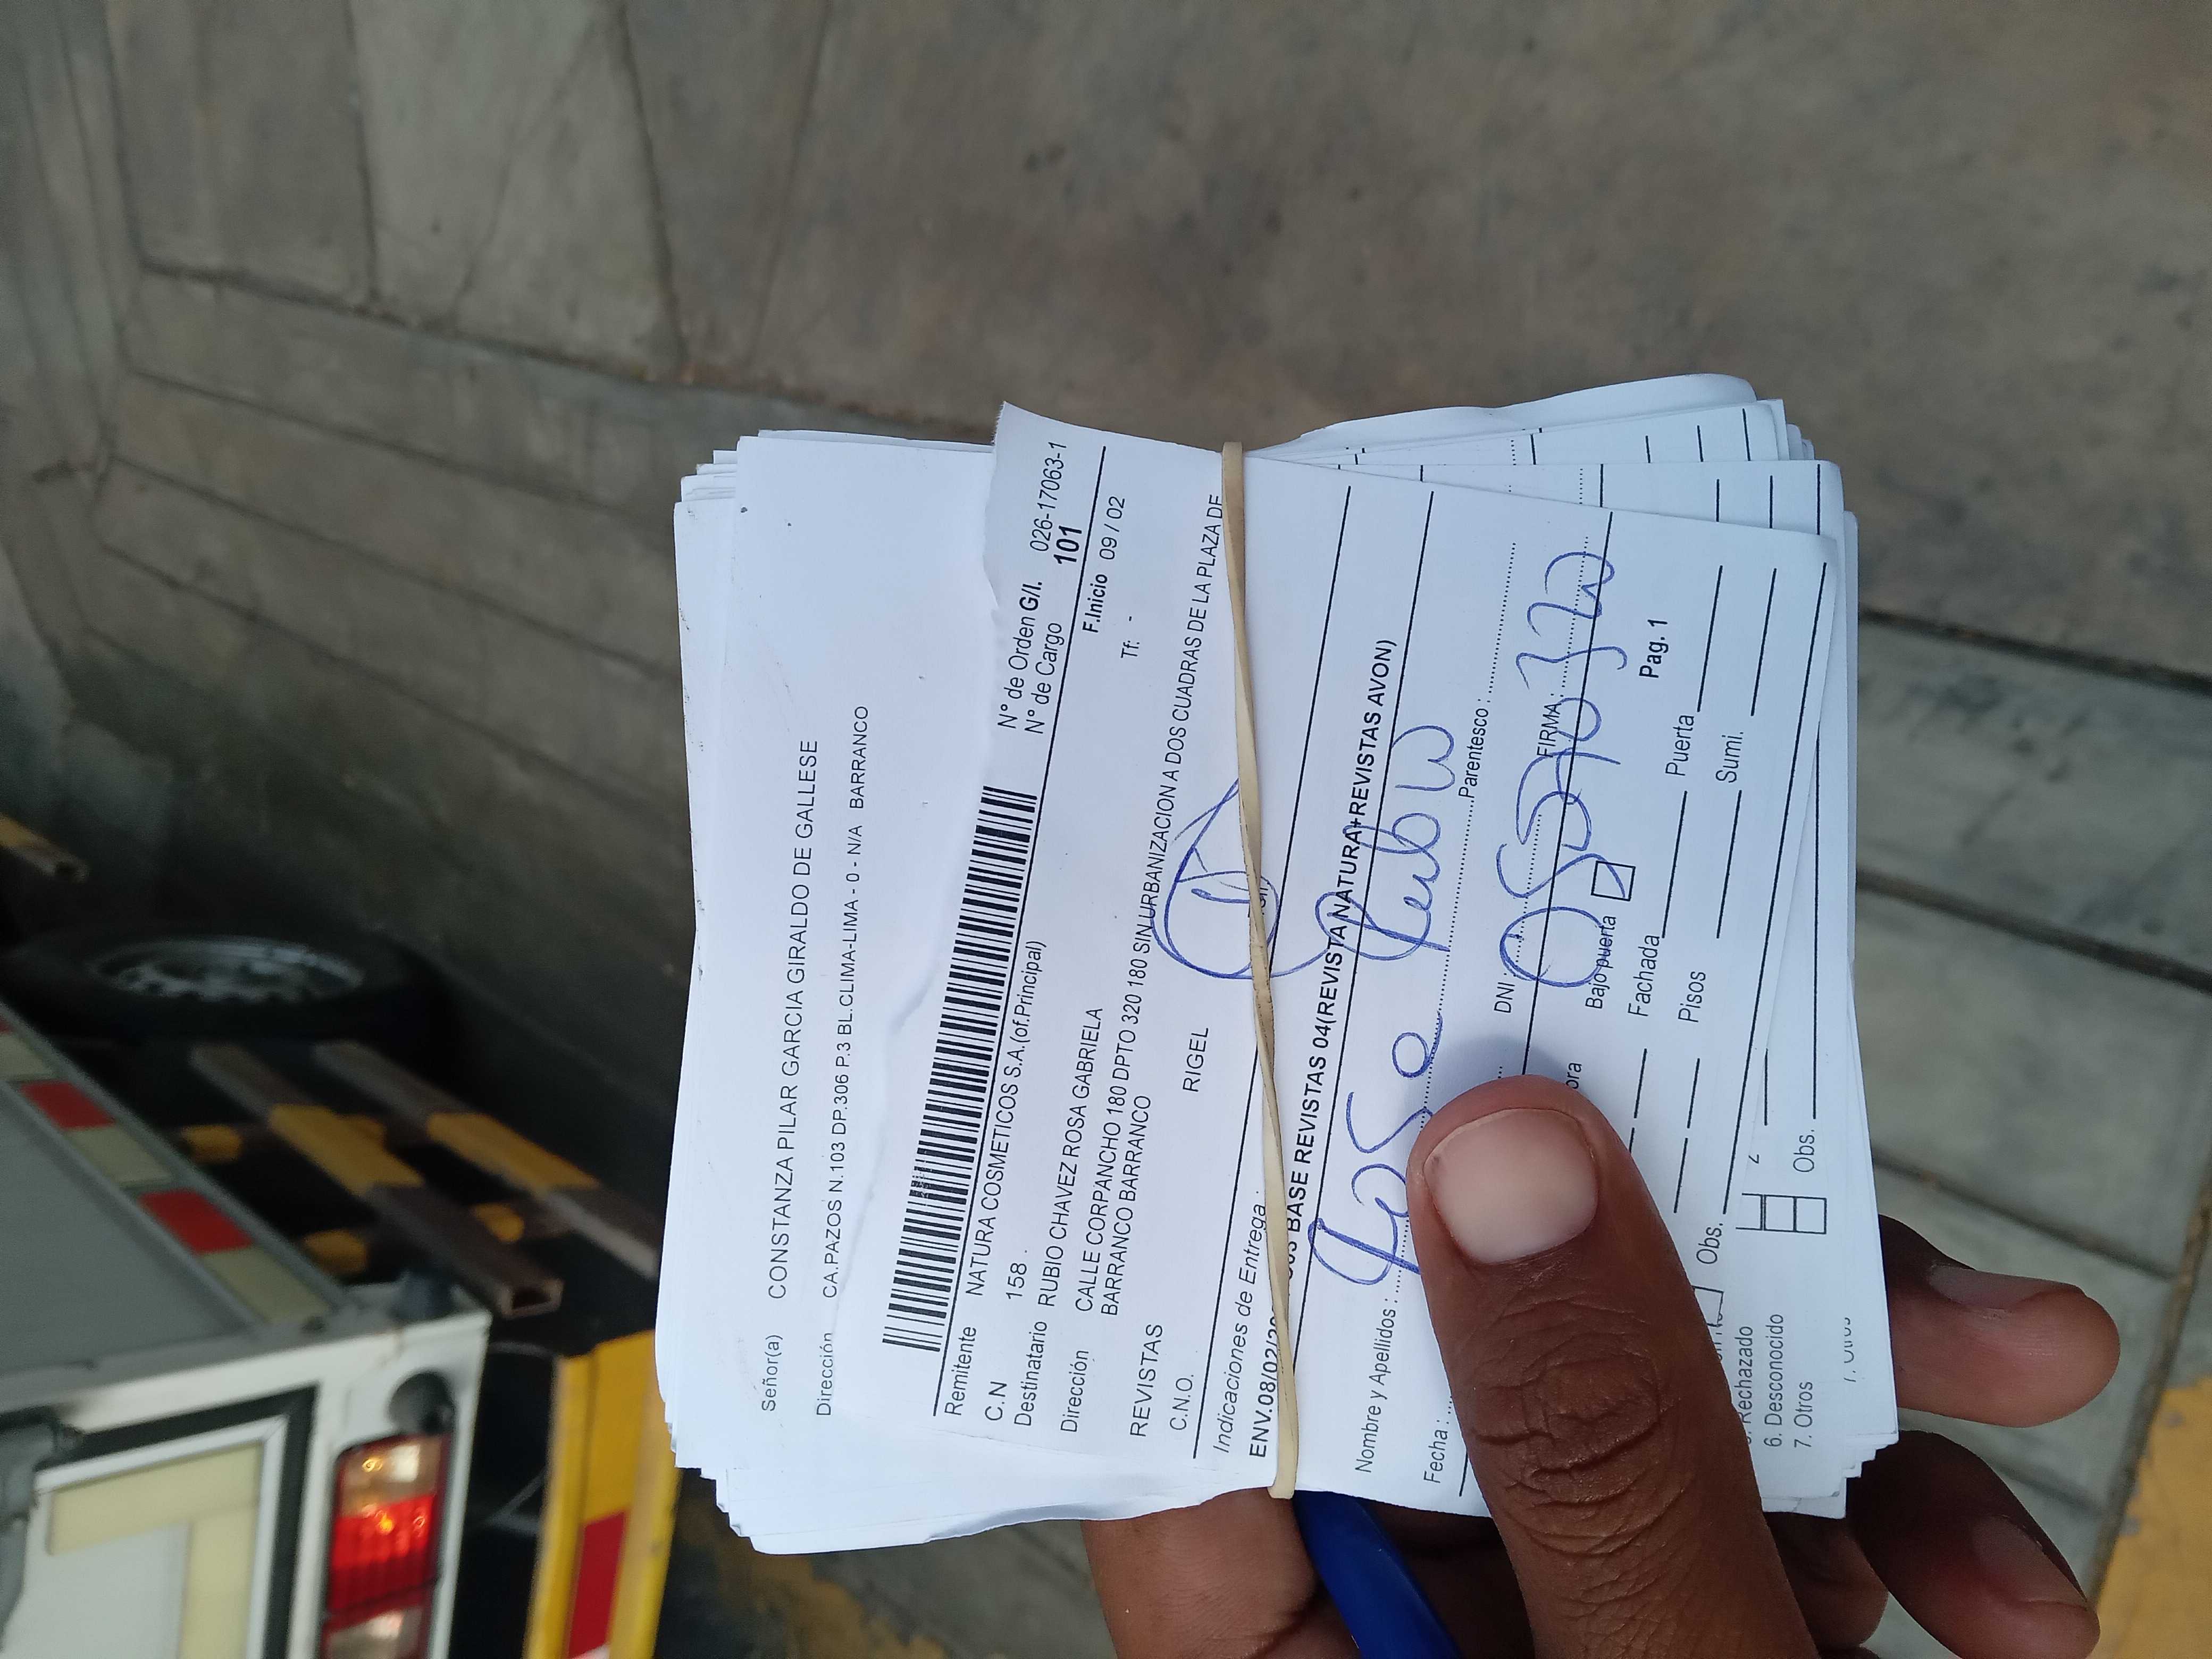 Señor(a) CONSTANZA PILAR GARCIA GIRALDO DE GALLESE
Dirección CA.PAZOS N.103 DP.306 P.3 BL.CLIMA-LIMA - 0 - N/A BARRANCO
N° de Orden G/I. 026-17063-1
N° de Cargo 101
Remitente NATURA COSMETICOS S.A.(of.Principal)
F.Inicio 09 / 02
C.N 158 .
Destinatario RUBIO CHAVEZ ROSA GABRIELA
Tf: -
Dirección CALLE CORPANCHO 180 DPTO 320 180 SIN URBANIZACION A DOS CUADRAS DE LA PLAZA DE
BARRANCO BARRANCO
REVISTAS
C.N.O. RIGEL
Indicaciones de Entrega :
ENV.08/02/ BASE REVISTAS 04(REVISTA NATURA+REVISTAS AVON)
Nombre y Apellidos : Jose
Parentesco :
Fecha :
DNI
FIRMA:
Bajo puerta
Pag. 1
Fachada Puerta
Pisos Sumi.
Obs.
Rechazado
6. Desconocido
7. Otros
Obs.